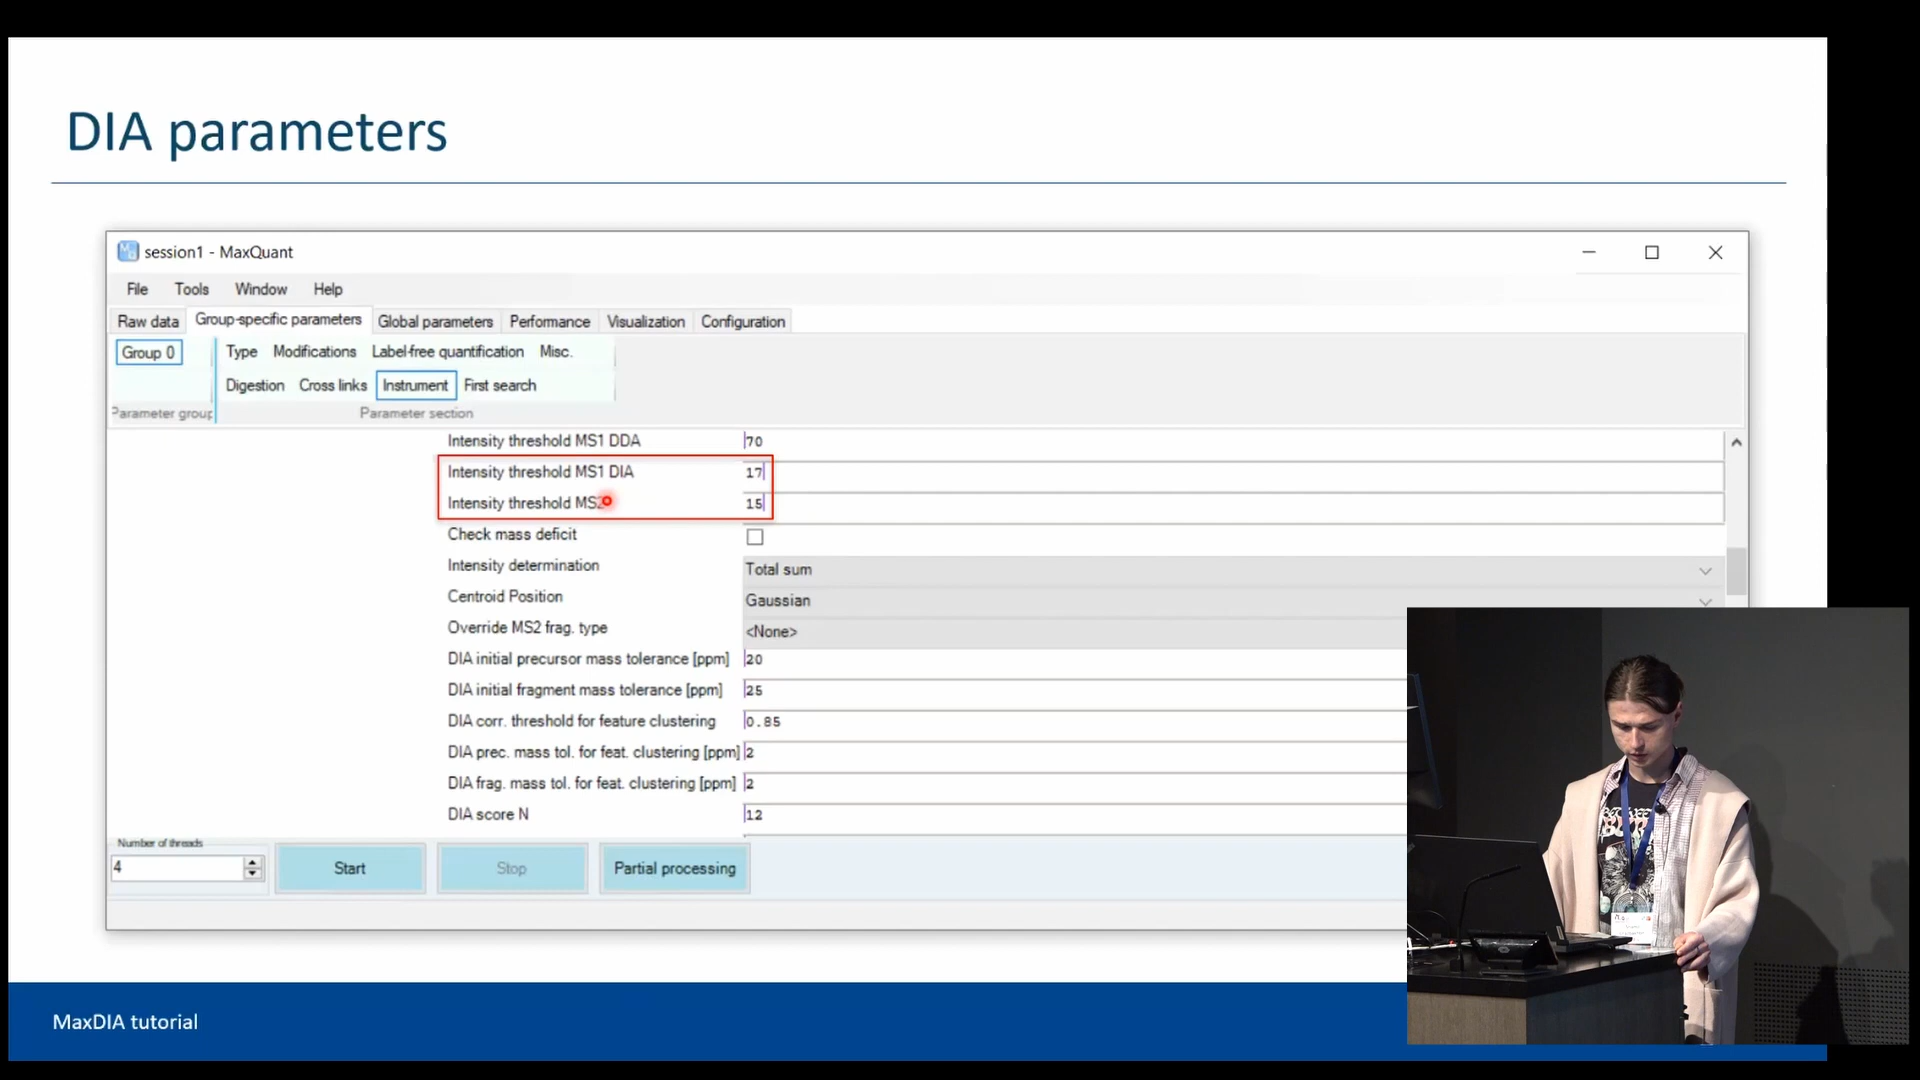 DIA parameters
session1 - MaxQuant
File Tools Window Help
Raw data Group-specific parameters Global parameters Performance Visualization Configuration
Group 0 Type Modifications Label-free quantification Misc.
Digestion Cross links Instrument First search
Parameter group Parameter section
Intensity threshold MS1 DDA 70
Intensity threshold MS1 DIA 17
Intensity threshold MS2 15
Check mass deficit
Intensity determination Total sum
Centroid Position Gaussian
Override MS2 frag. type <None>
DIA initial precursor mass tolerance [ppm] 20
DIA initial fragment mass tolerance [ppm] 25
DIA corr. threshold for feature clustering 0.85
DIA prec. mass tol. for feat. clustering [ppm] 2
DIA frag. mass tol. for feat. clustering [ppm] 2
DIA score N 12
Number of threads
4 Start Stop Partial processing
MaxDIA tutorial